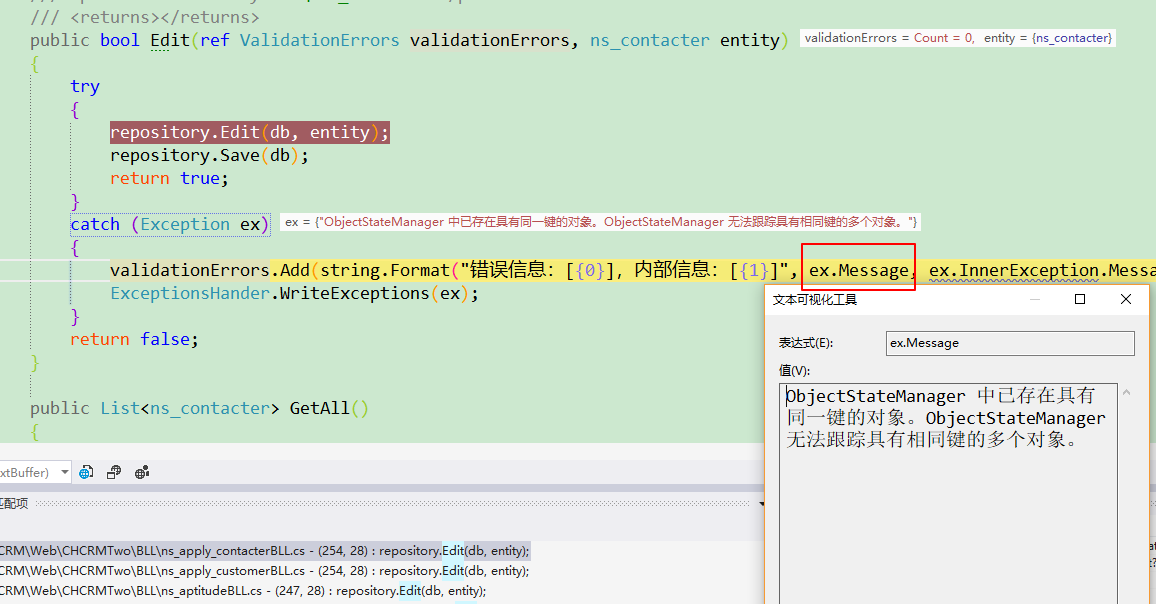 /// <returns></returns>
public bool Edit(ref ValidationErrors validationErrors, ns_contacter entity) validationErrors = Count = 0, entity = {ns_contacter}
{
try
{
repository.Edit(db, entity);
repository.Save(db);
return true;
}
catch (Exception ex) ex = {"ObjectStateManager 中已存在具有同一键的对象。ObjectStateManager 无法跟踪具有相同键的多个对象。"}
{
validationErrors.Add(string.Format("错误信息: [{0}], 内部信息: [{1}]", ex.Message, ex.InnerException.Messa
ExceptionsHander.WriteExceptions(ex);
}
return false;
}
public List<ns_contacter> GetAll()
{
文本可视化工具
表达式(E):
ex.Message
值(V):
ObjectStateManager 中已存在具有
同一键的对象。ObjectStateManager
无法跟踪具有相同键的多个对象。
xtBuffer)
匹配项
CRM\Web\CHCRMTwo\BLL\ns_apply_contacterBLL.cs - (254, 28) : repository.Edit(db, entity);
CRM\Web\CHCRMTwo\BLL\ns_apply_customerBLL.cs - (254, 28) : repository.Edit(db, entity);
CRM\Web\CHCRMTwo\BLL\ns_aptitudeBLL.cs - (247, 28) : repository.Edit(db, entity);